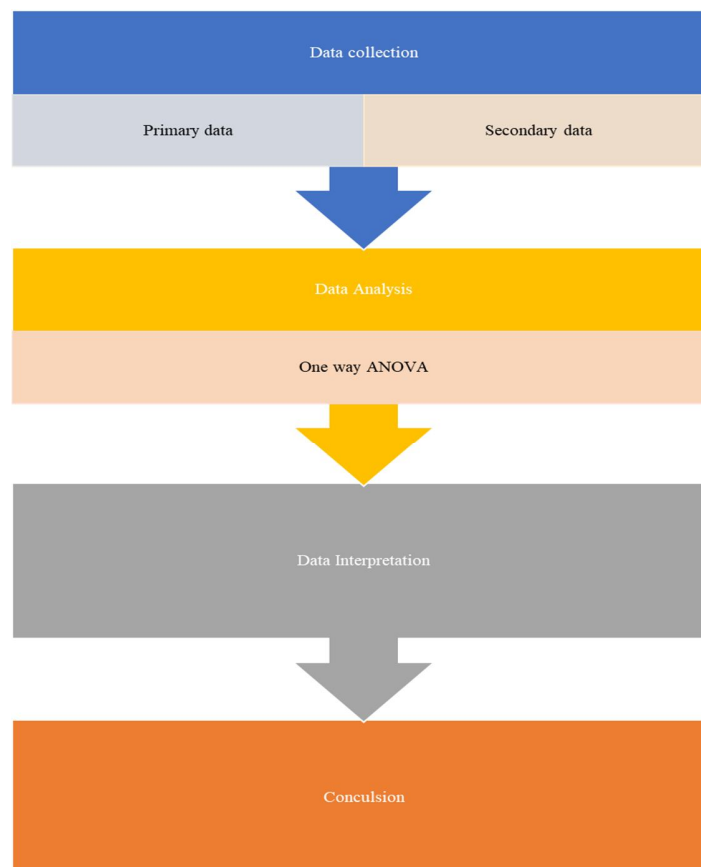 Data collection
Primary data
Secondary data
Data Analysis
One way ANOVA
Data Interpretation
Conculsion